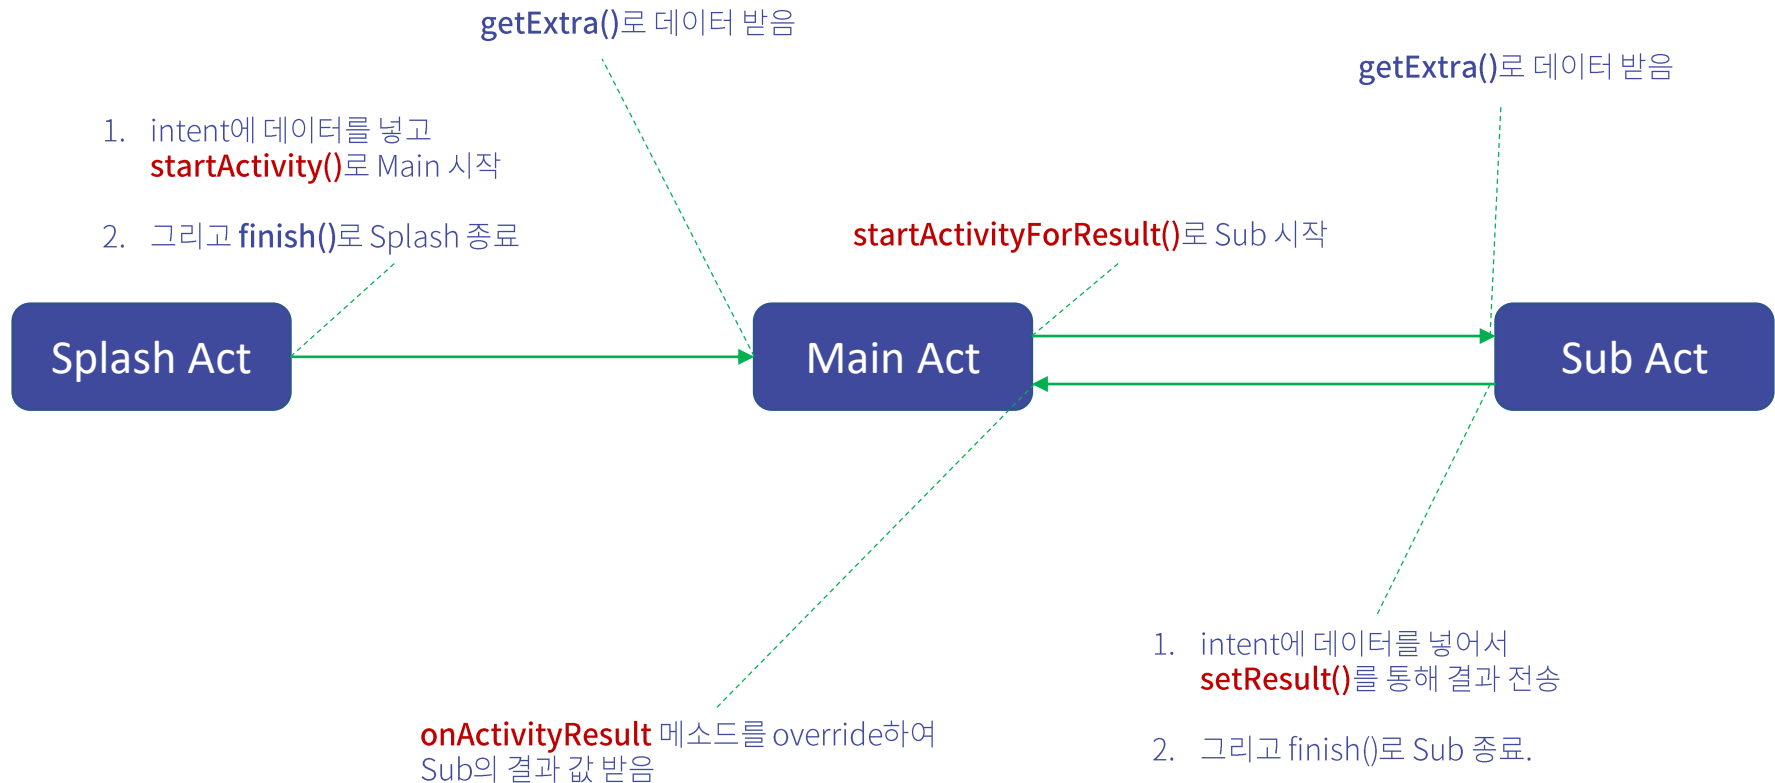 getExtra()로 데이터 받음
getExtra()로 데이터 받음
1. intent에 데이터를 넣고
startActivity()로 Main 시작
2. 그리고 finish()로 Splash 종료
startActivityForResult()로 Sub 시작
Splash Act
Main Act
Sub Act
1. intent에 데이터를 넣어서
setResult()를 통해 결과 전송
2. 그리고 finish()로 Sub 종료.
onActivityResult 메소드를 override하여
Sub의 결과 값 받음